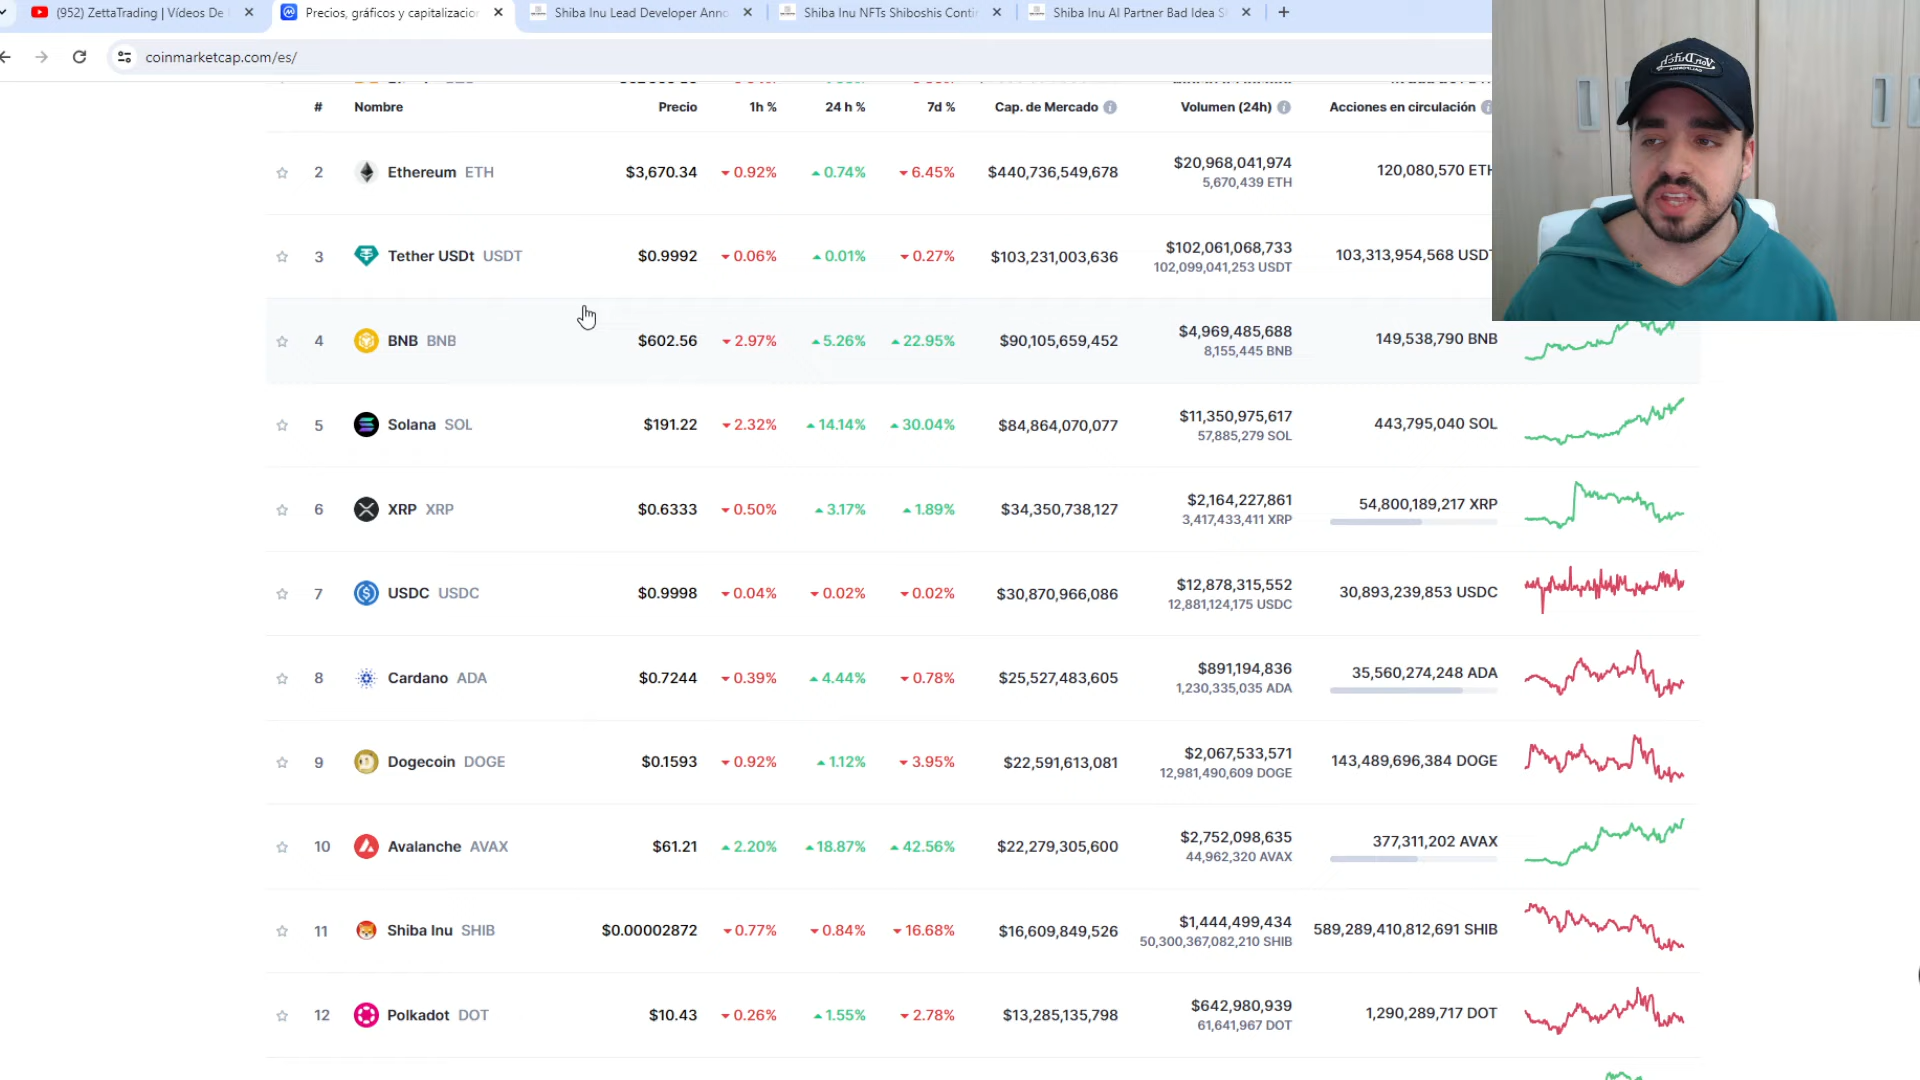 (952) ZettaTrading | Vídeos De
Precios, gráficos y capitalizacion
Shiba Inu Lead Developer Anno
Shiba Inu NFTs Shiboshis Contin
Shiba Inu AI Partner Bad Idea S
coinmarketcap.com/es/
# Nombre Precio 1h % 24 h % 7d % Cap. de Mercado Volumen (24h) Acciones en circulación
2 Ethereum ETH $3,670.34 0.92% 0.74% 6.45% $440,736,549,678 $20,968,041,974 120,080,570 ETH
5,670,439 ETH
3 Tether USDt USDT $0.9992 0.06% 0.01% 0.27% $103,231,003,636 $102,061,068,733 103,313,954,568 USDT
102,099,041,253 USDT
4 BNB BNB $602.56 2.97% 5.26% 22.95% $90,105,659,452 $4,969,485,688 149,538,790 BNB
8,155,445 BNB
5 Solana SOL $191.22 2.32% 14.14% 30.04% $84,864,070,077 $11,350,975,617 443,795,040 SOL
57,885,279 SOL
6 XRP XRP $0.6333 0.50% 3.17% 1.89% $34,350,738,127 $2,164,227,861 54,800,189,217 XRP
3,417,433,411 XRP
7 USDC USDC $0.9998 0.04% 0.02% 0.02% $30,870,966,086 $12,878,315,552 30,893,239,853 USDC
12,881,124,175 USDC
8 Cardano ADA $0.7244 0.39% 4.44% 0.78% $25,527,483,605 $891,194,836 35,560,274,248 ADA
1,230,335,035 ADA
9 Dogecoin DOGE $0.1593 0.92% 1.12% 3.95% $22,591,613,081 $2,067,533,571 143,489,696,384 DOGE
12,981,490,609 DOGE
10 Avalanche AVAX $61.21 2.20% 18.87% 42.56% $22,279,305,600 $2,752,098,635 377,311,202 AVAX
44,962,320 AVAX
11 Shiba Inu SHIB $0.00002872 0.77% 0.84% 16.68% $16,609,849,526 $1,444,499,434 589,289,410,812,691 SHIB
50,300,367,082,210 SHIB
12 Polkadot DOT $10.43 0.26% 1.55% 2.78% $13,285,135,798 $642,980,939 1,290,289,717 DOT
61,641,967 DOT
Von Dutch